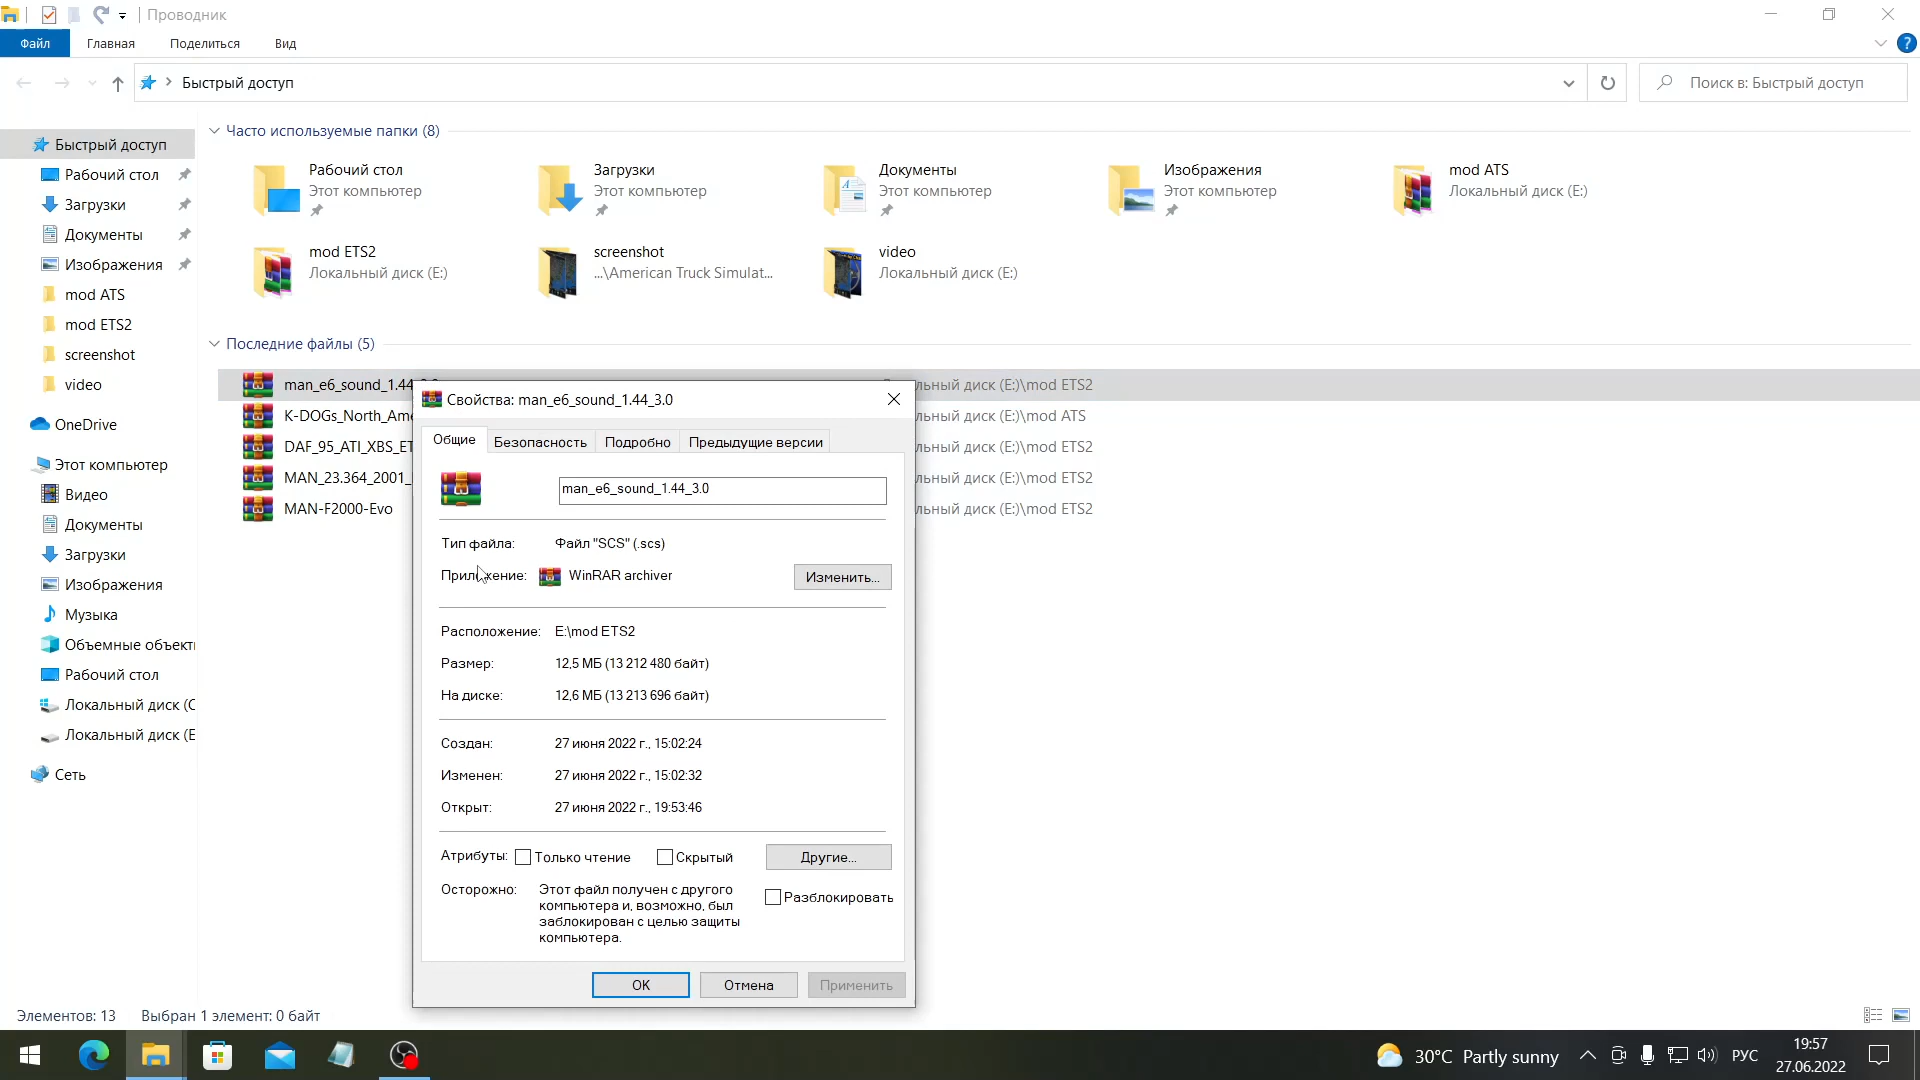 Проводник
Файл
Главная
Поделиться
Вид
?
Быстрый доступ
Поиск в: Быстрый доступ
Быстрый доступ
Рабочий стол
Загрузки
Документы
Изображения
mod ATS
mod ETS2
screenshot
video
OneDrive
Этот компьютер
Видео
Документы
Загрузки
Изображения
Музыка
Объемные объект
Рабочий стол
Локальный диск (C
Локальный диск (E
Сеть
Часто используемые папки (8)
Рабочий стол
Этот компьютер
Загрузки
Этот компьютер
Документы
Этот компьютер
Изображения
Этот компьютер
mod ATS
Локальный диск (E:)
mod ETS2
Локальный диск (E:)
screenshot
...\American Truck Simulat...
video
Локальный диск (E:)
Последние файлы (5)
man_e6_sound_1.44_3.0
льный диск (E:)\mod ETS2
K-DOGs_North_Ame
льный диск (E:)\mod ATS
DAF_95_ATI_XBS_ET
льный диск (E:)\mod ETS2
MAN_23.364_2001_
льный диск (E:)\mod ETS2
MAN-F2000-Evo
льный диск (E:)\mod ETS2
Свойства: man_e6_sound_1.44_3.0
Общие
Безопасность
Подробно
Предыдущие версии
man_e6_sound_1.44_3.0
Тип файла: Файл "SCS" (.scs)
Приложение: WinRAR archiver
Изменить...
Расположение: E:\mod ETS2
Размер: 12,5 МБ (13 212 480 байт)
На диске: 12,6 МБ (13 213 696 байт)
Создан: 27 июня 2022 г., 15:02:24
Изменен: 27 июня 2022 г., 15:02:32
Открыт: 27 июня 2022 г., 19:53:46
Атрибуты: Только чтение Скрытый Другие...
Осторожно: Этот файл получен с другого
компьютера и, возможно, был
заблокирован с целью защиты
компьютера.
Разблокировать
OK
Отмена
Применить
Элементов: 13
Выбран 1 элемент: 0 байт
30°C Partly sunny
РУС
19:57
27.06.2022